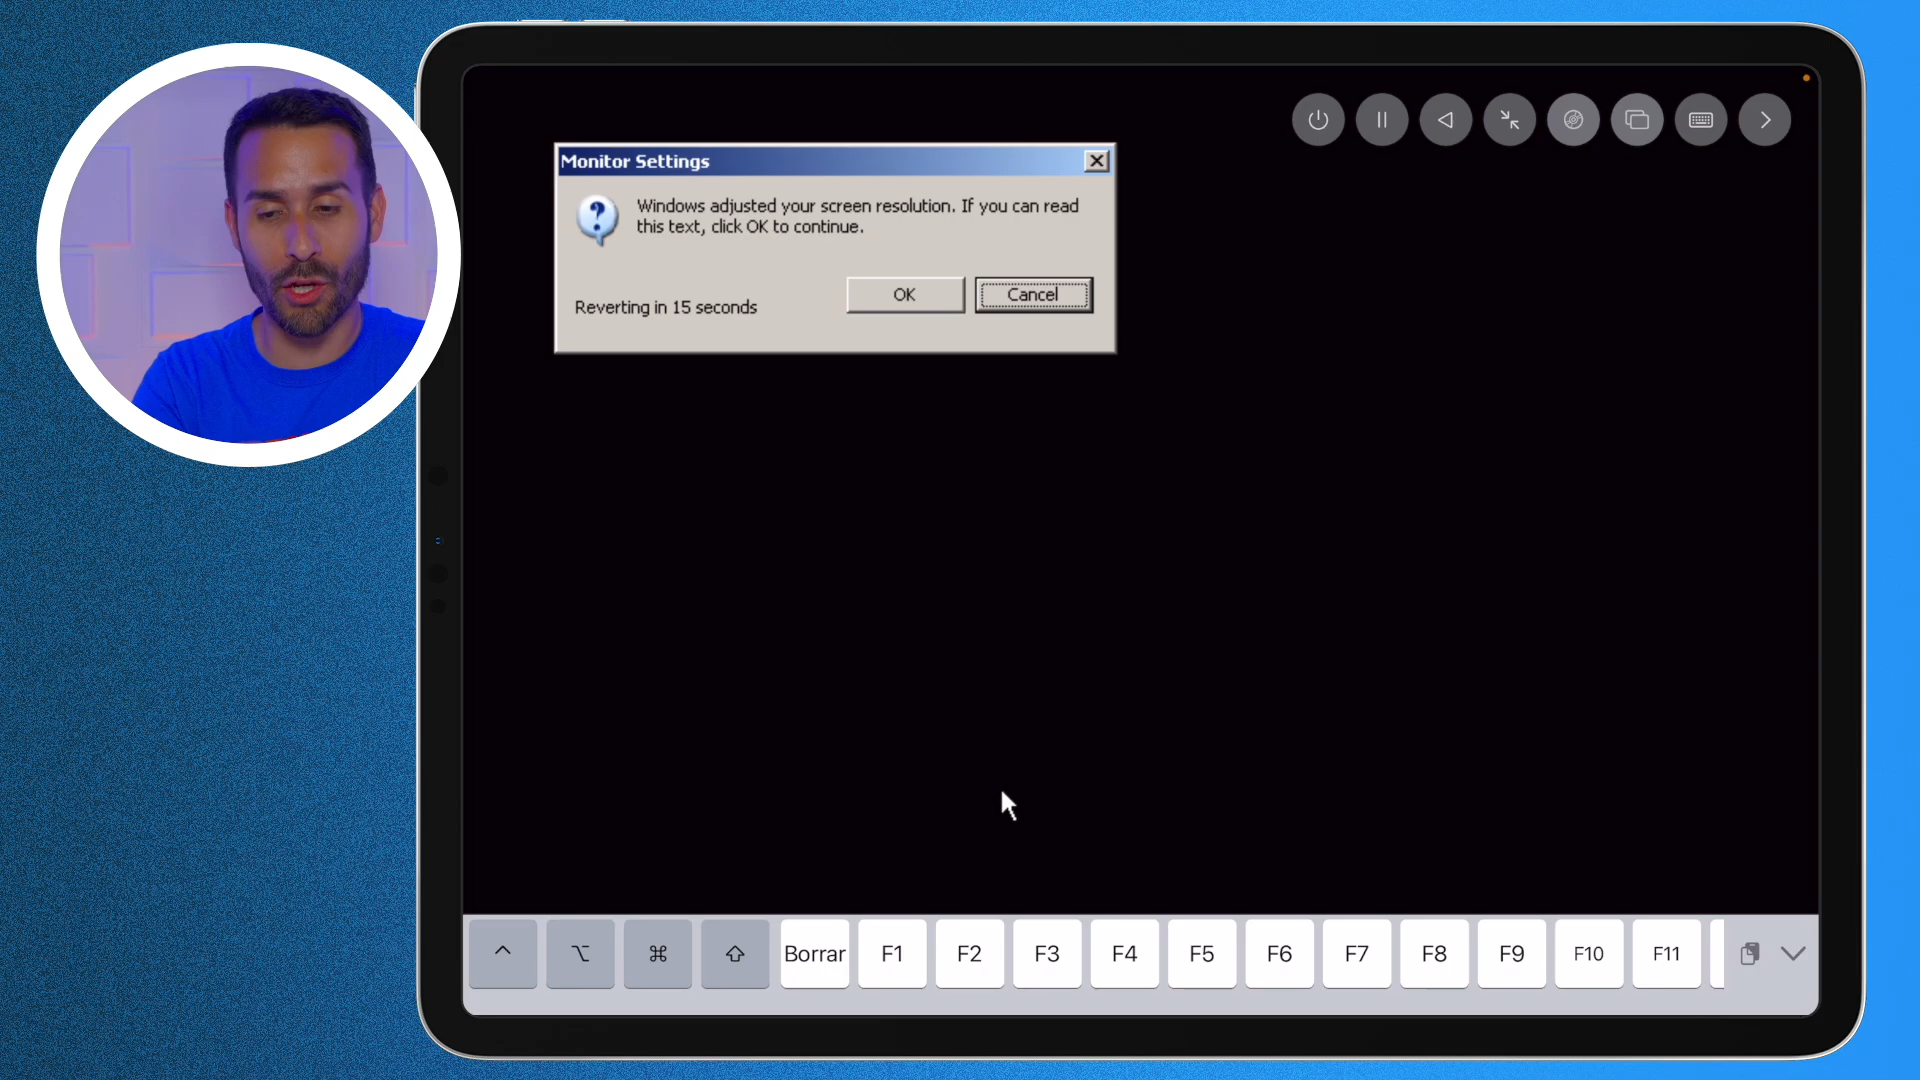 Monitor Settings
Windows adjusted your screen resolution. If you can read
this text, click OK to continue.
OK
Cancel
Reverting in 15 seconds
Borrar
F1
F2
F3
F4
F5
F6
F7
F8
F9
F10
F11